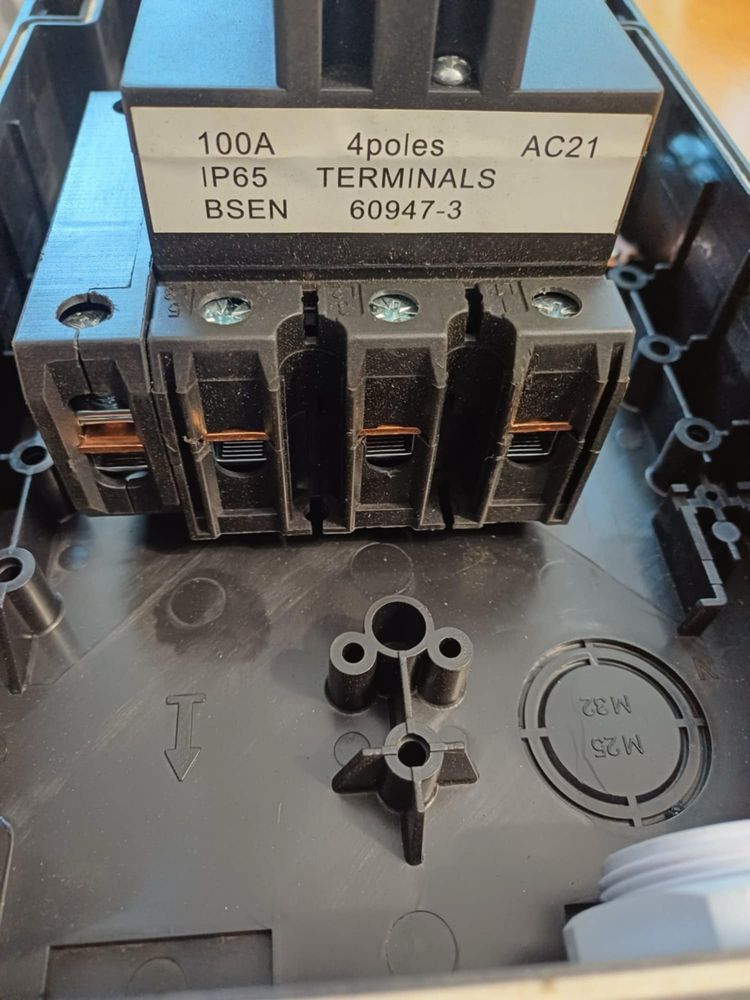 100A 4poles AC21
IP65 TERMINALS
BSEN 60947-3
N
M32
M25